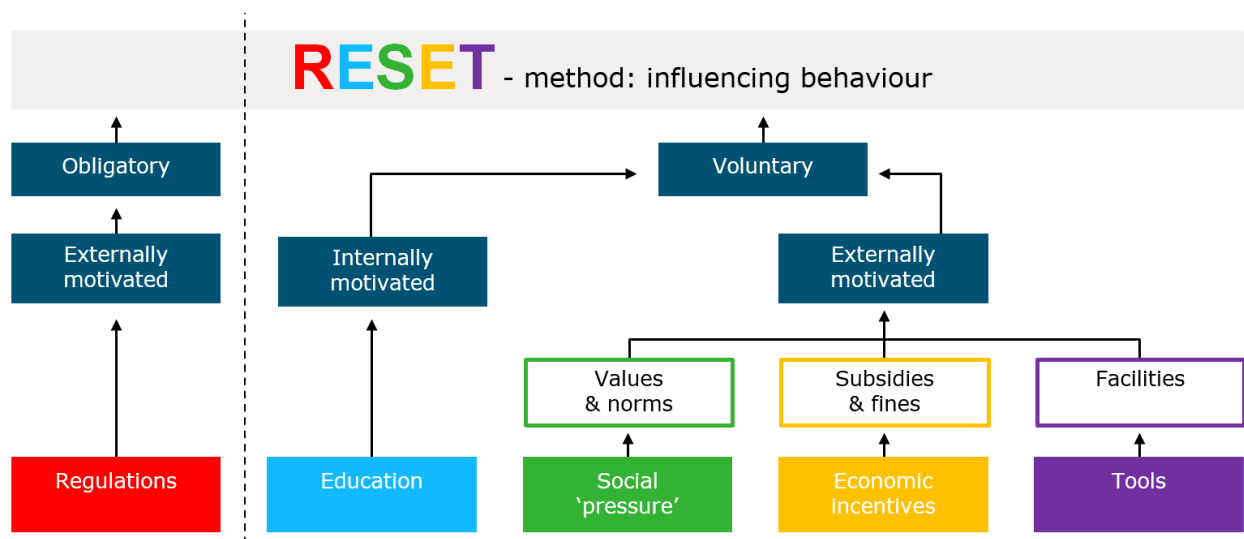 RESET - method: influencing behaviour
Obligatory
Voluntary
Externally
motivated
Internally
motivated
Externally
motivated
Values
& norms
Subsidies
& fines
Facilities
Regulations
Education
Social
‘pressure’
Economic
incentives
Tools